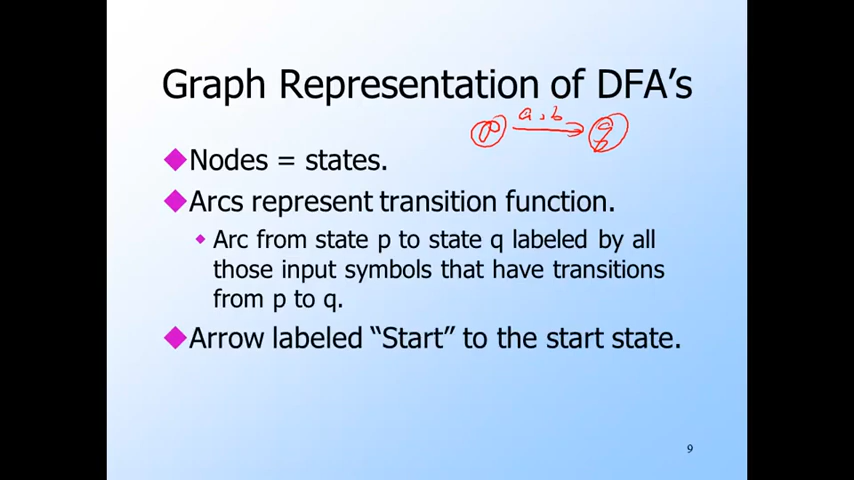 Graph Representation of DFA's
p a, b q
◆Nodes = states.
◆Arcs represent transition function.
◆ Arc from state p to state q labeled by all
those input symbols that have transitions
from p to q.
◆Arrow labeled “Start” to the start state.
9